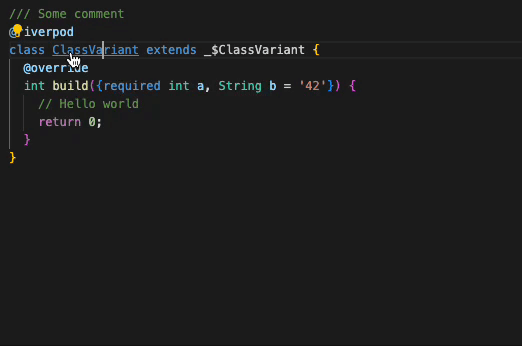 /// Some comment
@riverpod
class ClassVariant extends _$ClassVariant {
@override
int build({required int a, String b = '42'}) {
// Hello world
return 0;
}
}